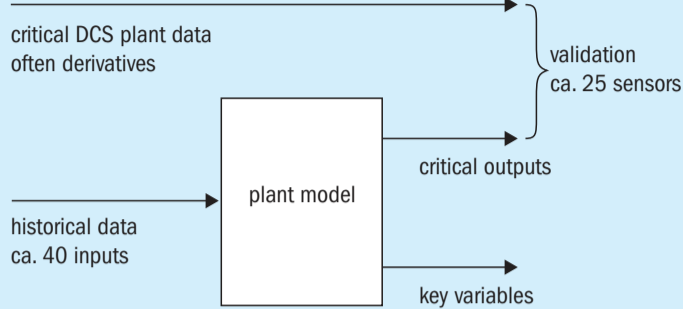 critical DCS plant data
often derivatives
validation
ca. 25 sensors
plant model
critical outputs
historical data
ca. 40 inputs
key variables